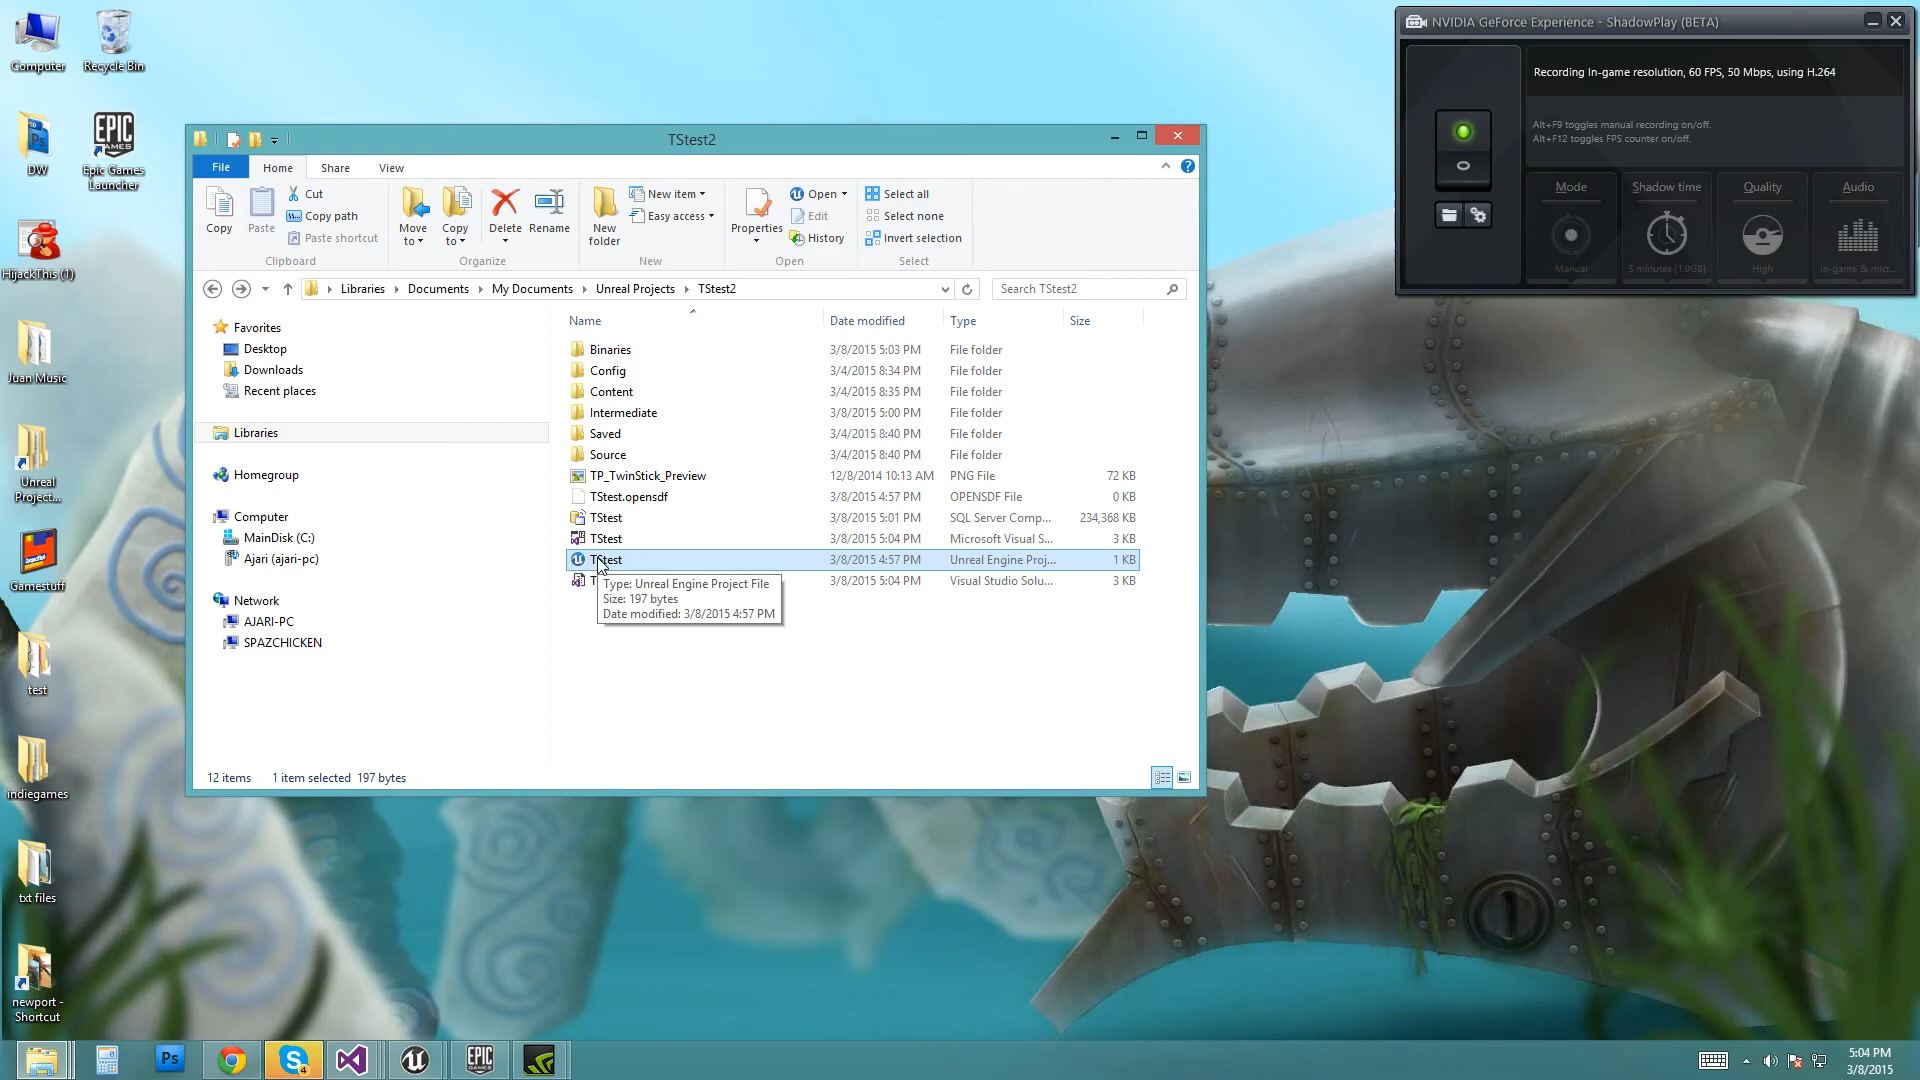 Computer
Recycle Bin
DW
Epic Games
Launcher
HijackThis (1)
Juan Music
Unreal
Project...
Gamestuff
test
indiegames
txt files
newport -
Shortcut
TStest2
File Home Share View
Copy
Paste
Cut
Copy path
Paste shortcut
Clipboard
Move
to
Copy
to
Delete
Rename
Organize
New
folder
New item
Easy access
New
Properties
Open
Edit
History
Open
Select all
Select none
Invert selection
Select
Libraries Documents My Documents Unreal Projects TStest2
Search TStest2
Favorites
Desktop
Downloads
Recent places
Libraries
Homegroup
Computer
MainDisk (C:)
Ajari (ajari-pc)
Network
AJARI-PC
SPAZCHICKEN
Name Date modified Type Size
Binaries 3/8/2015 5:03 PM File folder
Config 3/4/2015 8:34 PM File folder
Content 3/4/2015 8:35 PM File folder
Intermediate 3/8/2015 5:00 PM File folder
Saved 3/4/2015 8:40 PM File folder
Source 3/4/2015 8:40 PM File folder
TP_TwinStick_Preview 12/8/2014 10:13 AM PNG File 72 KB
TStest.opensdf 3/8/2015 4:57 PM OPENSDF File 0 KB
TStest 3/8/2015 5:01 PM SQL Server Comp... 234,368 KB
TStest 3/8/2015 5:04 PM Microsoft Visual S... 3 KB
TStest 3/8/2015 4:57 PM Unreal Engine Proj... 1 KB
T 3/8/2015 5:04 PM Visual Studio Solu... 3 KB
Type: Unreal Engine Project File
Size: 197 bytes
Date modified: 3/8/2015 4:57 PM
12 items 1 item selected 197 bytes
NVIDIA GeForce Experience - ShadowPlay (BETA)
Recording In-game resolution, 60 FPS, 50 Mbps, using H.264
Alt+F9 toggles manual recording on/off.
Alt+F12 toggles FPS counter on/off.
Mode Shadow time Quality Audio
Manual 5 minutes (1.9GB) High In-game & micr...
EPIC
GAMES
Ps
4
EPIC
GAMES
5:04 PM
3/8/2015